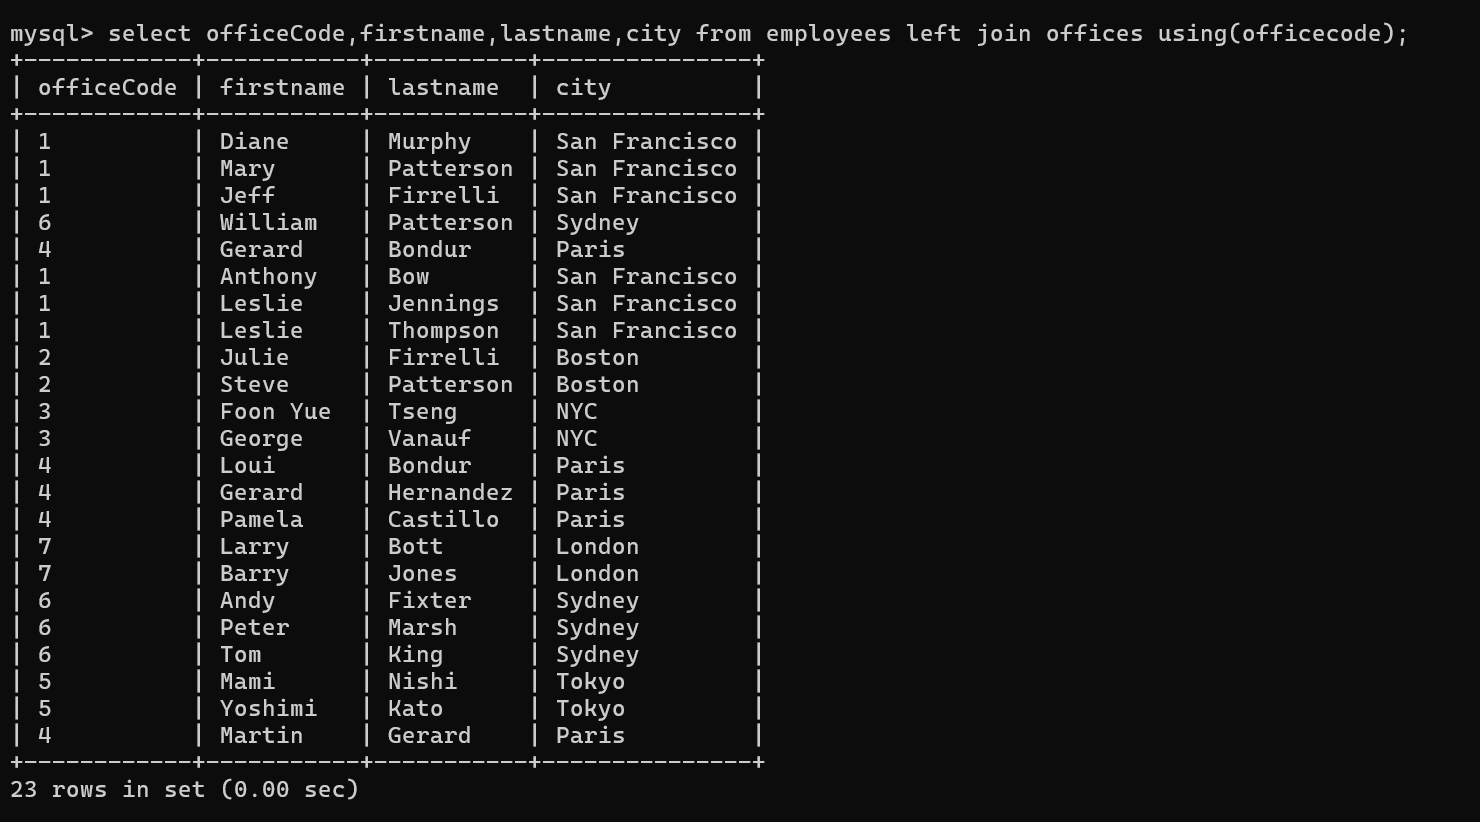 mysql> select officeCode,firstname,lastname,city from employees left join offices using(officecode);
+------------+-----------+-----------+---------------+
| officeCode | firstname | lastname  | city          |
+------------+-----------+-----------+---------------+
| 1          | Diane     | Murphy    | San Francisco |
| 1          | Mary      | Patterson | San Francisco |
| 1          | Jeff      | Firrelli  | San Francisco |
| 6          | William   | Patterson | Sydney        |
| 4          | Gerard    | Bondur    | Paris         |
| 1          | Anthony   | Bow       | San Francisco |
| 1          | Leslie    | Jennings  | San Francisco |
| 1          | Leslie    | Thompson  | San Francisco |
| 2          | Julie     | Firrelli  | Boston        |
| 2          | Steve     | Patterson | Boston        |
| 3          | Foon Yue  | Tseng     | NYC           |
| 3          | George    | Vanauf    | NYC           |
| 4          | Loui      | Bondur    | Paris         |
| 4          | Gerard    | Hernandez | Paris         |
| 4          | Pamela    | Castillo  | Paris         |
| 7          | Larry     | Bott      | London        |
| 7          | Barry     | Jones     | London        |
| 6          | Andy      | Fixter    | Sydney        |
| 6          | Peter     | Marsh     | Sydney        |
| 6          | Tom       | King      | Sydney        |
| 5          | Mami      | Nishi     | Tokyo         |
| 5          | Yoshimi   | Kato      | Tokyo         |
| 4          | Martin    | Gerard    | Paris         |
+------------+-----------+-----------+---------------+
23 rows in set (0.00 sec)